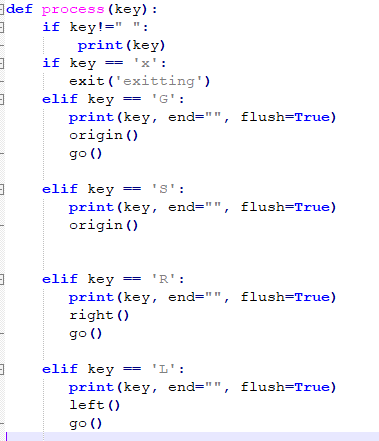 def process(key):
    if key!=" ":
        print(key)
    if key == 'x':
       exit('exitting')
    elif key == 'G':
       print(key, end="", flush=True)
       origin()
       go()
    elif key == 'S':
       print(key, end="", flush=True)
       origin()
    elif key == 'R':
       print(key, end="", flush=True)
       right()
       go()
    elif key == 'L':
       print(key, end="", flush=True)
       left()
       go()